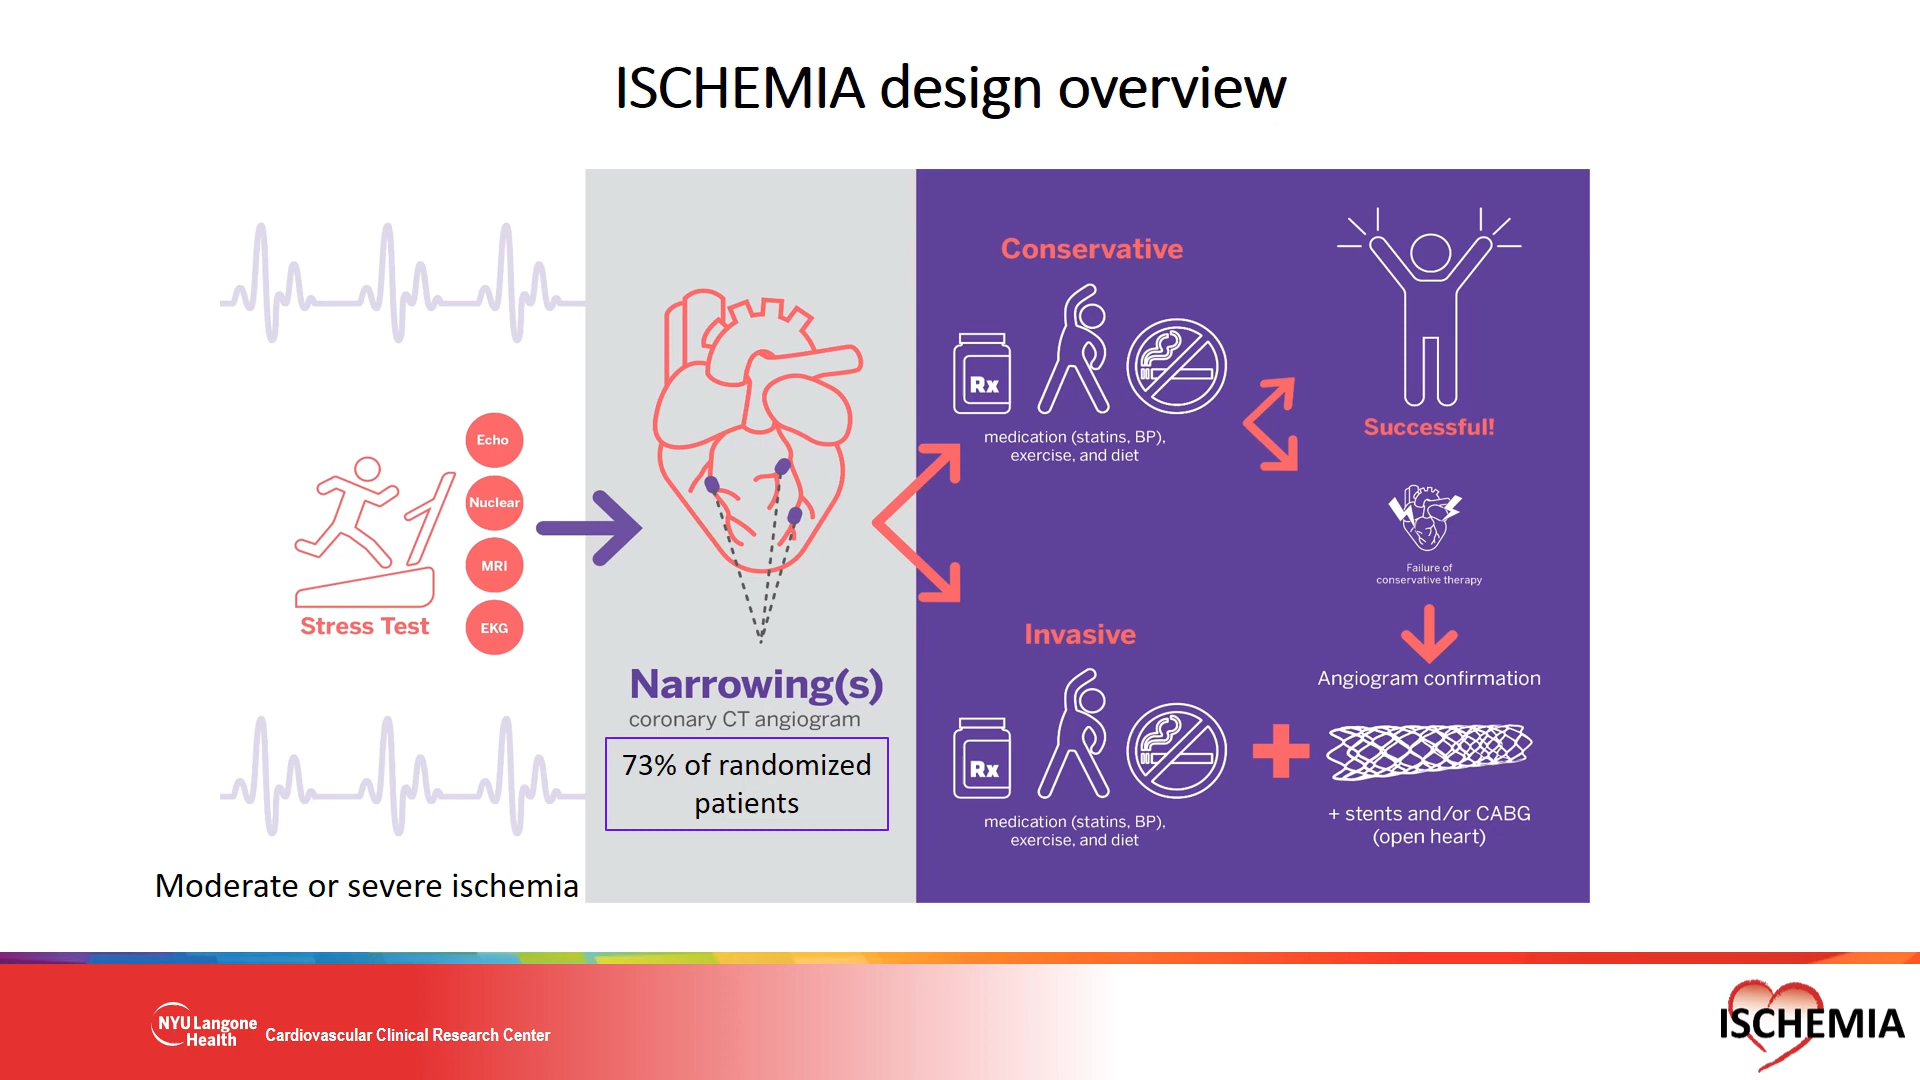 ISCHEMIA design overview
Echo
Nuclear
MRI
EKG
Stress Test
Moderate or severe ischemia
Narrowing(s)
coronary CT angiogram
73% of randomized
patients
Conservative
Rx
medication (statins, BP),
exercise, and diet
Successful!
Failure of
conservative therapy
Angiogram confirmation
Invasive
Rx
medication (statins, BP),
exercise, and diet
+ stents and/or CABG
(open heart)
NYU Langone
Health
Cardiovascular Clinical Research Center
ISCHEMIA